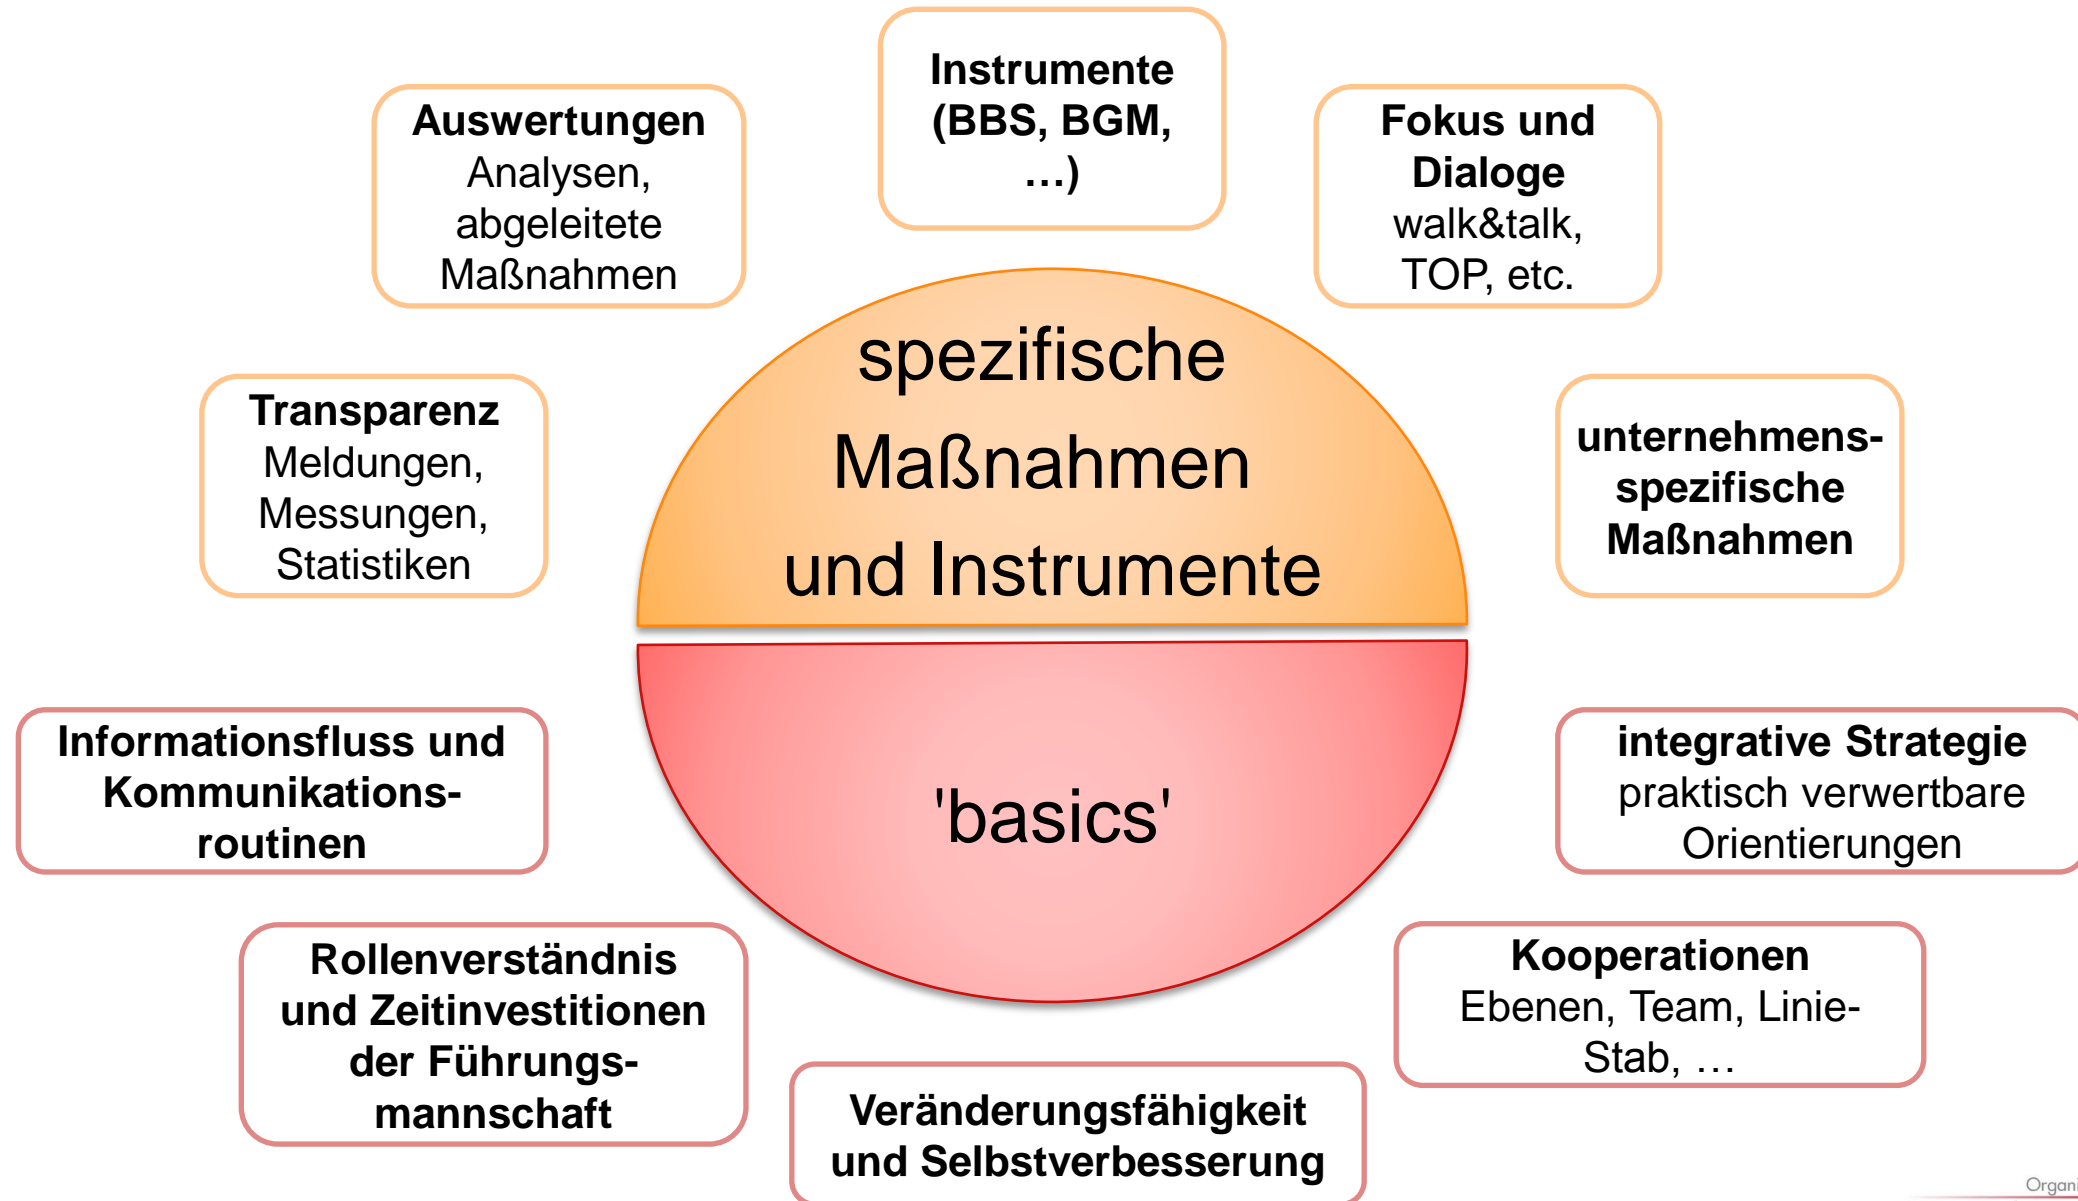 Instrumente
(BBS, BGM,
…)
Auswertungen
Analysen,
abgeleitete
Maßnahmen
Fokus und
Dialoge
walk&talk,
TOP, etc.
spezifische
Maßnahmen
und Instrumente
Transparenz
Meldungen,
Messungen,
Statistiken
unternehmens-
spezifische
Maßnahmen
Informationsfluss und
Kommunikations-
routinen
'basics'
integrative Strategie
praktisch verwertbare
Orientierungen
Rollenverständnis
und Zeitinvestitionen
der Führungs-
mannschaft
Kooperationen
Ebenen, Team, Linie-
Stab, …
Veränderungsfähigkeit
und Selbstverbesserung
Organi